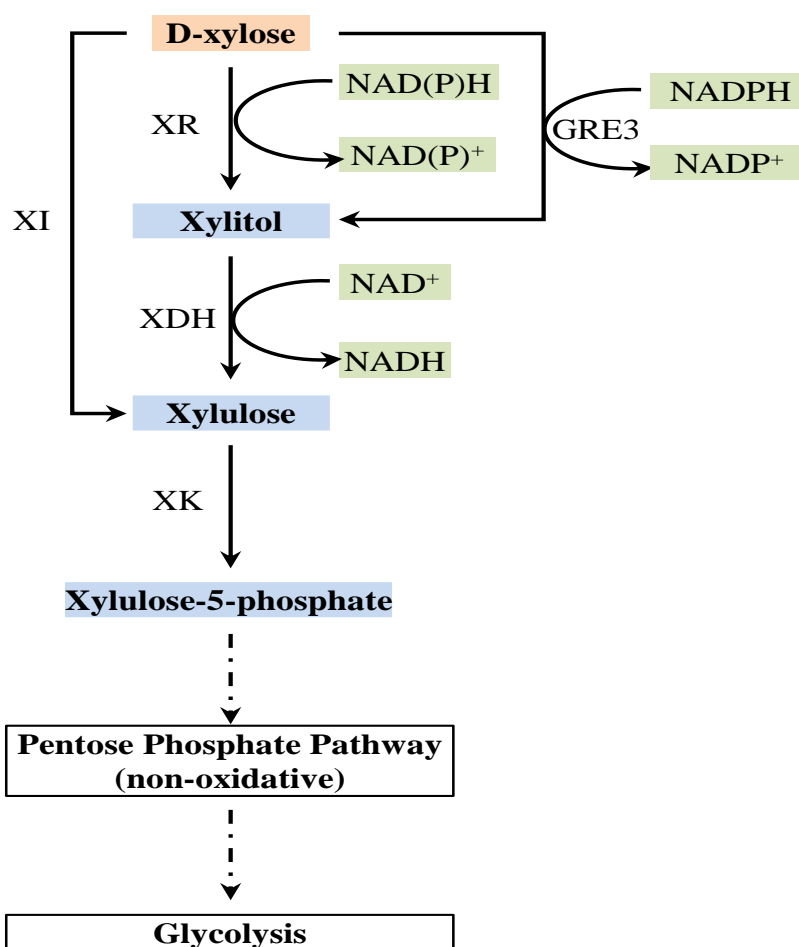 D-xylose
NAD(P)H
NADPH
XR
GRE3
NAD(P)⁺
NADP⁺
XI
Xylitol
NAD⁺
XDH
NADH
Xylulose
XK
Xylulose-5-phosphate
Pentose Phosphate Pathway
(non-oxidative)
Glycolysis